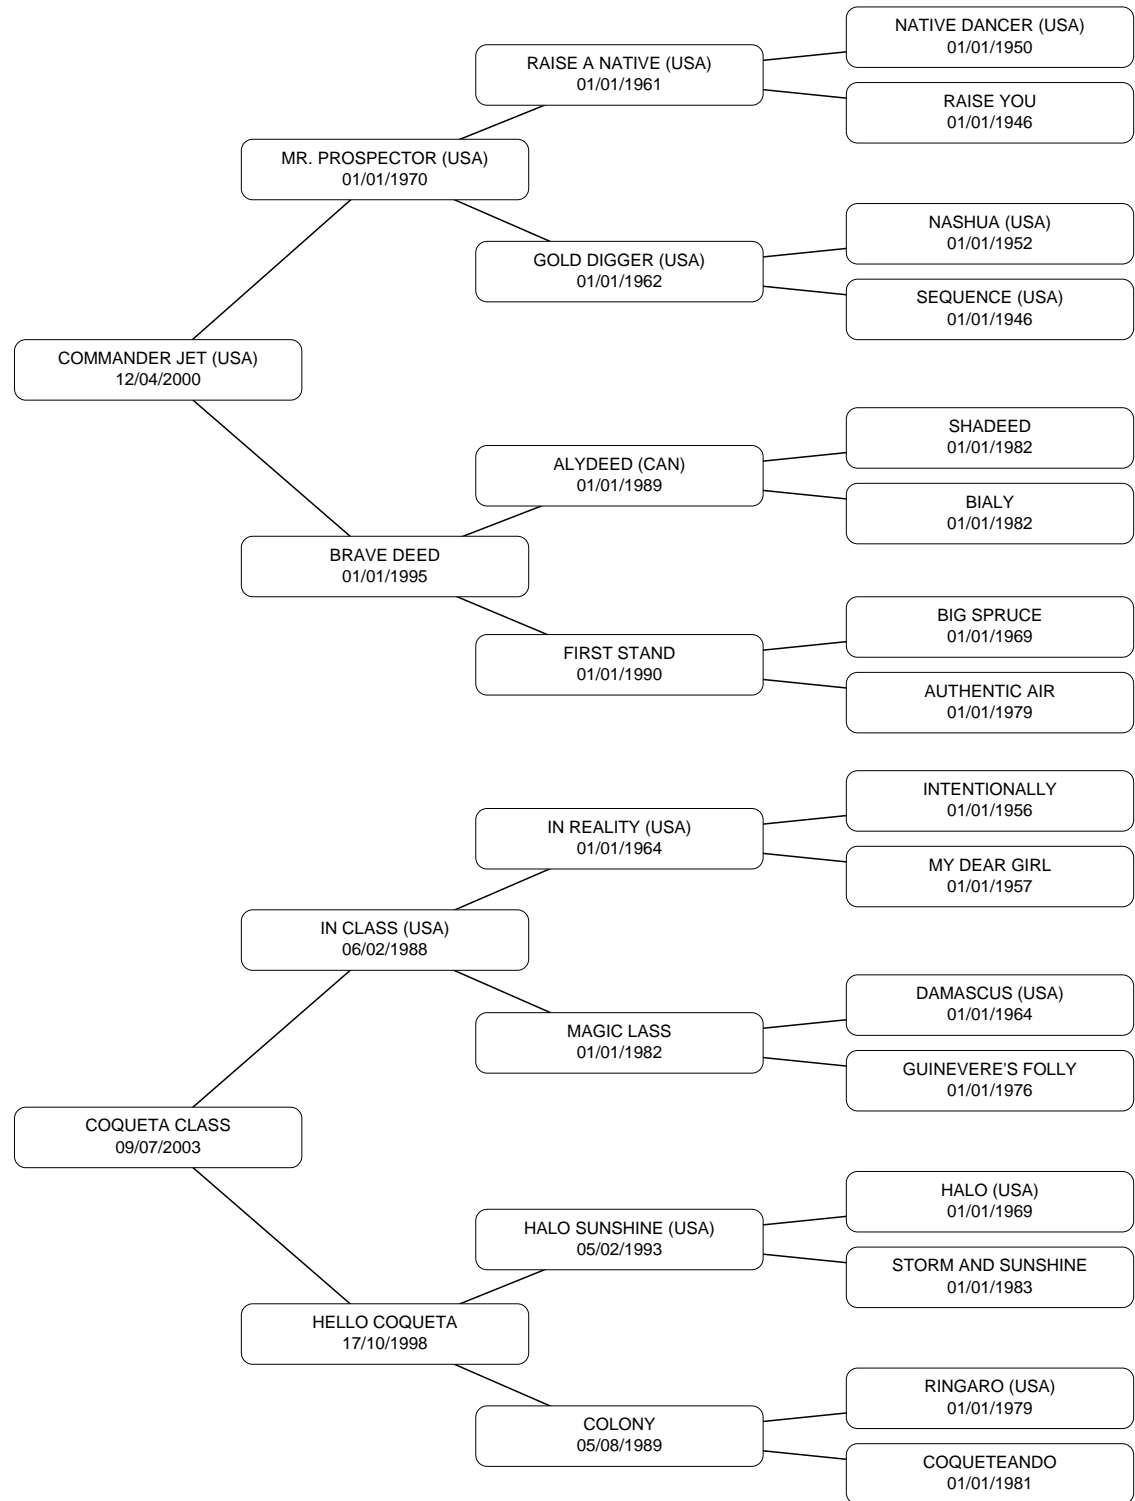 NATIVE DANCER (USA)
01/01/1950
RAISE A NATIVE (USA)
01/01/1961
RAISE YOU
01/01/1946
MR. PROSPECTOR (USA)
01/01/1970
NASHUA (USA)
01/01/1952
GOLD DIGGER (USA)
01/01/1962
SEQUENCE (USA)
01/01/1946
COMMANDER JET (USA)
12/04/2000
SHADEED
01/01/1982
ALYDEED (CAN)
01/01/1989
BIALY
01/01/1982
BRAVE DEED
01/01/1995
BIG SPRUCE
01/01/1969
FIRST STAND
01/01/1990
AUTHENTIC AIR
01/01/1979
INTENTIONALLY
01/01/1956
IN REALITY (USA)
01/01/1964
MY DEAR GIRL
01/01/1957
IN CLASS (USA)
06/02/1988
DAMASCUS (USA)
01/01/1964
MAGIC LASS
01/01/1982
GUINEVERE'S FOLLY
01/01/1976
COQUETA CLASS
09/07/2003
HALO (USA)
01/01/1969
HALO SUNSHINE (USA)
05/02/1993
STORM AND SUNSHINE
01/01/1983
HELLO COQUETA
17/10/1998
RINGARO (USA)
01/01/1979
COLONY
05/08/1989
COQUETEANDO
01/01/1981